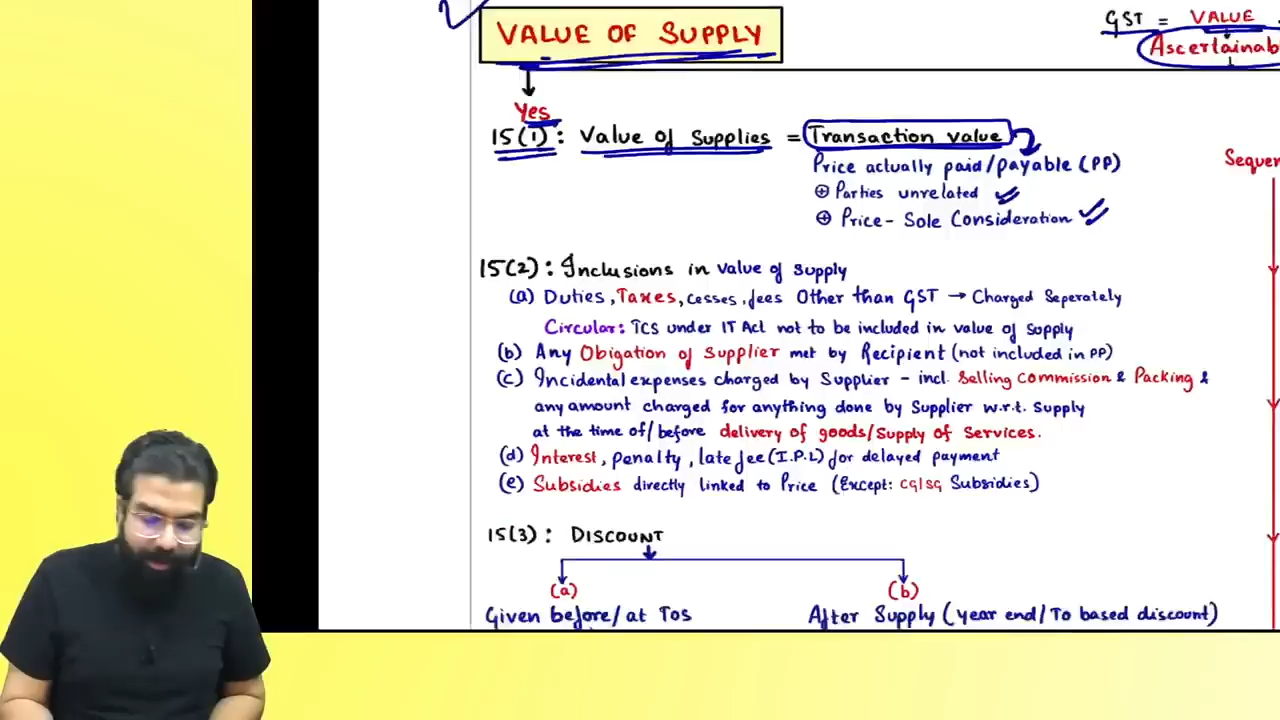 VALUE OF SUPPLY
GST = VALUE
Ascertainab
Yes
15(1): Value of Supplies = Transaction value
Price actually paid/payable (PP)
⊕ Parties unrelated
⊕ Price- Sole Consideration
Sequen
15(2): Inclusions in value of supply
(a) Duties, Taxes, cesses, fees Other than GST → Charged Seperately
Circular: TCS under IT Act not to be included in value of supply
(b) Any Obigation of Supplier met by Recipient (not included in PP)
(c) Incidental expenses charged by Supplier - incl. Selling Commission & Packing &
any amount charged for anything done by Supplier w.r.t. supply
at the time of/before delivery of goods/Supply of Services.
(d) Interest, penalty, late fee (I.P.L) for delayed payment
(e) Subsidies directly linked to Price (Except: CG/SG Subsidies)
15(3): DISCOUNT
(a) (b)
Given before/at TOS After Supply (year end/To based discount)